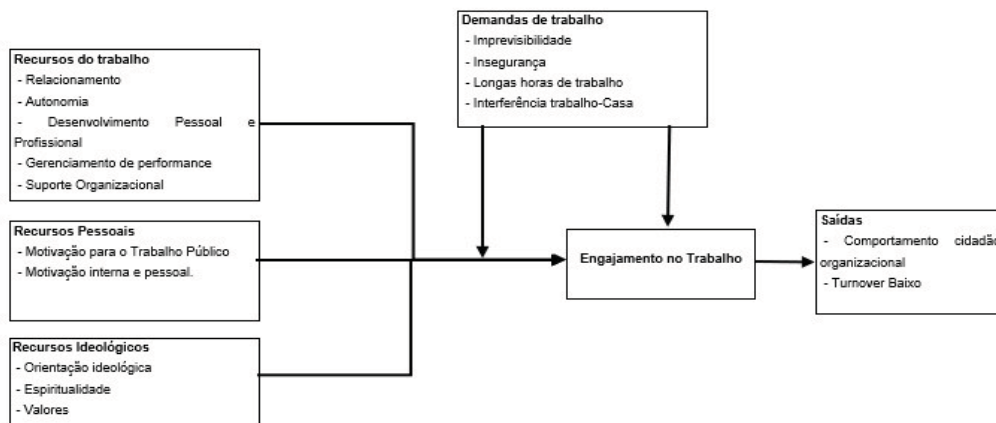 Recursos do trabalho
- Relacionamento
- Autonomia
- Desenvolvimento Pessoal e
Profissional
- Gerenciamento de performance
- Suporte Organizacional
Recursos Pessoais
- Motivação para o Trabalho Público
- Motivação interna e pessoal.
Recursos Ideológicos
- Orientação ideológica
- Espiritualidade
- Valores
Demandas de trabalho
- Imprevisibilidade
- Insegurança
- Longas horas de trabalho
- Interferência trabalho-Casa
Engajamento no Trabalho
Saídas
- Comportamento cidadão
organizacional
- Turnover Baixo